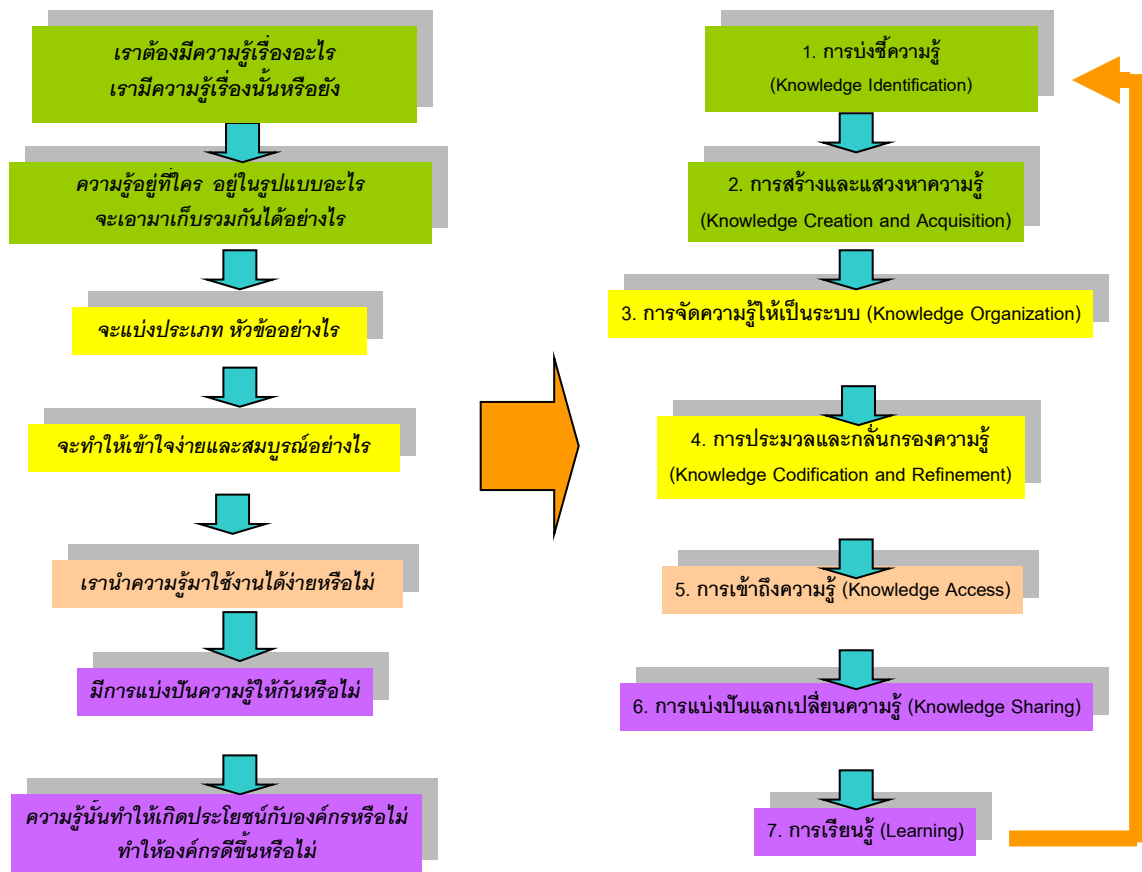 เราต้องมีความรู้เรื่องอะไร
เรามีความรู้เรื่องนั้นหรือยัง
ความรู้อยู่ที่ใคร อยู่ในรูปแบบอะไร
จะเอามาเก็บรวมกันได้อย่างไร
จะแบ่งประเภท หัวข้ออย่างไร
จะทำให้เข้าใจง่ายและสมบูรณ์อย่างไร
เรานำความรู้มาใช้งานได้ง่ายหรือไม่
มีการแบ่งปันความรู้ให้กันหรือไม่
ความรู้นั้นทำให้เกิดประโยชน์กับองค์กรหรือไม่
ทำให้องค์กรดีขึ้นหรือไม่
1. การบ่งชี้ความรู้
(Knowledge Identification)
2. การสร้างและแสวงหาความรู้
(Knowledge Creation and Acquisition)
3. การจัดความรู้ให้เป็นระบบ (Knowledge Organization)
4. การประมวลและกลั่นกรองความรู้
(Knowledge Codification and Refinement)
5. การเข้าถึงความรู้ (Knowledge Access)
6. การแบ่งปันแลกเปลี่ยนความรู้ (Knowledge Sharing)
7. การเรียนรู้ (Learning)